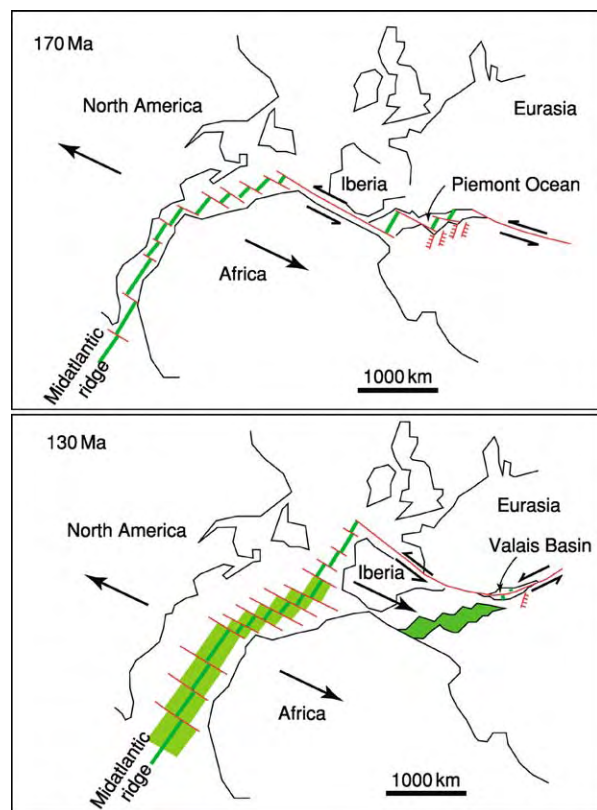 170 Ma
North America
Eurasia
Iberia
Piemont Ocean
Africa
Midatlantic
ridge
1000 km
130 Ma
North America
Eurasia
Valais Basin
Iberia
Africa
Midatlantic
ridge
1000 km